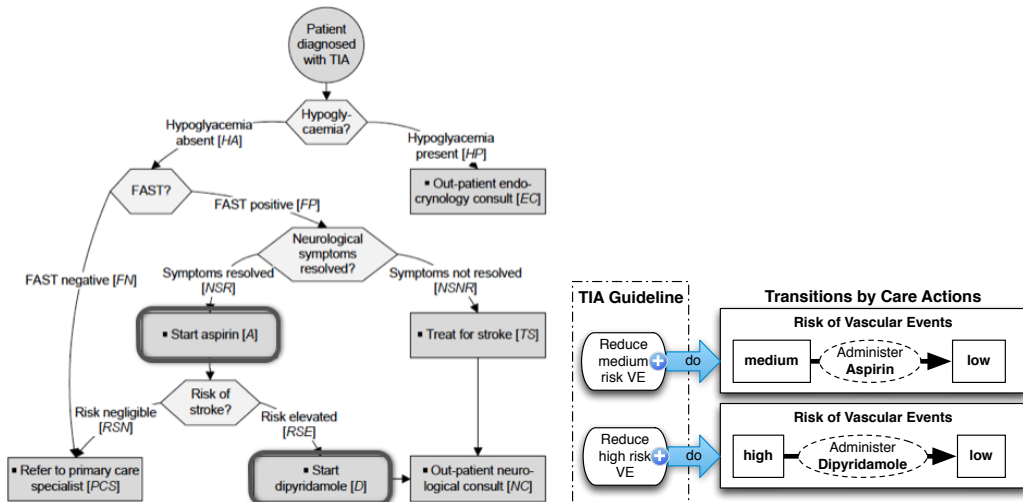 Patient
diagnosed
with TIA
Hypogly-
caemia?
Hypoglyacemia
absent [HA]
Hypoglyacemia
present [HP]
FAST?
▪ Out-patient endo-
crynology consult [EC]
FAST positive [FP]
Neurological
symptoms
resolved?
FAST negative [FN]
Symptoms resolved
[NSR]
Symptoms not resolved
[NSNR]
▪ Start aspirin [A]
▪ Treat for stroke [TS]
Risk of
stroke?
Risk negligible
[RSN]
Risk elevated
[RSE]
▪ Refer to primary care
specialist [PCS]
▪ Start
dipyridamole [D]
▪ Out-patient neuro-
logical consult [NC]
TIA Guideline
Transitions by Care Actions
Reduce
medium
risk VE
+
do
Risk of Vascular Events
medium
Administer
Aspirin
low
Reduce
high risk
VE
+
do
Risk of Vascular Events
high
Administer
Dipyridamole
low